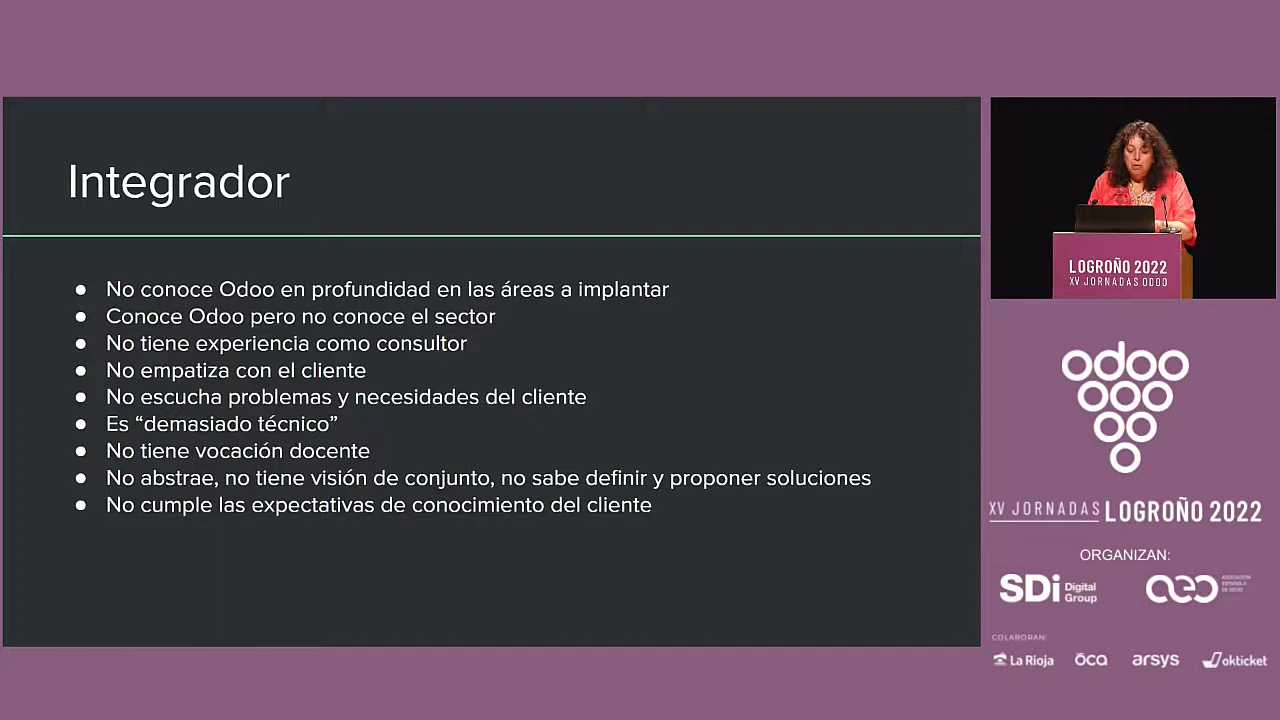 Integrador
No conoce Odoo en profundidad en las áreas a implantar
Conoce Odoo pero no conoce el sector
No tiene experiencia como consultor
No empatiza con el cliente
No escucha problemas y necesidades del cliente
Es “demasiado técnico”
No tiene vocación docente
No abstrae, no tiene visión de conjunto, no sabe definir y proponer soluciones
No cumple las expectativas de conocimiento del cliente
LOGROÑO 2022
XV JORNADAS ODOO
odoo
XV JORNADAS LOGROÑO 2022
ORGANIZAN:
SDi Digital Group
aeo ASOCIACIÓN ESPAÑOLA DE ODOO
COLABORAN:
La Rioja oca arsys okticket